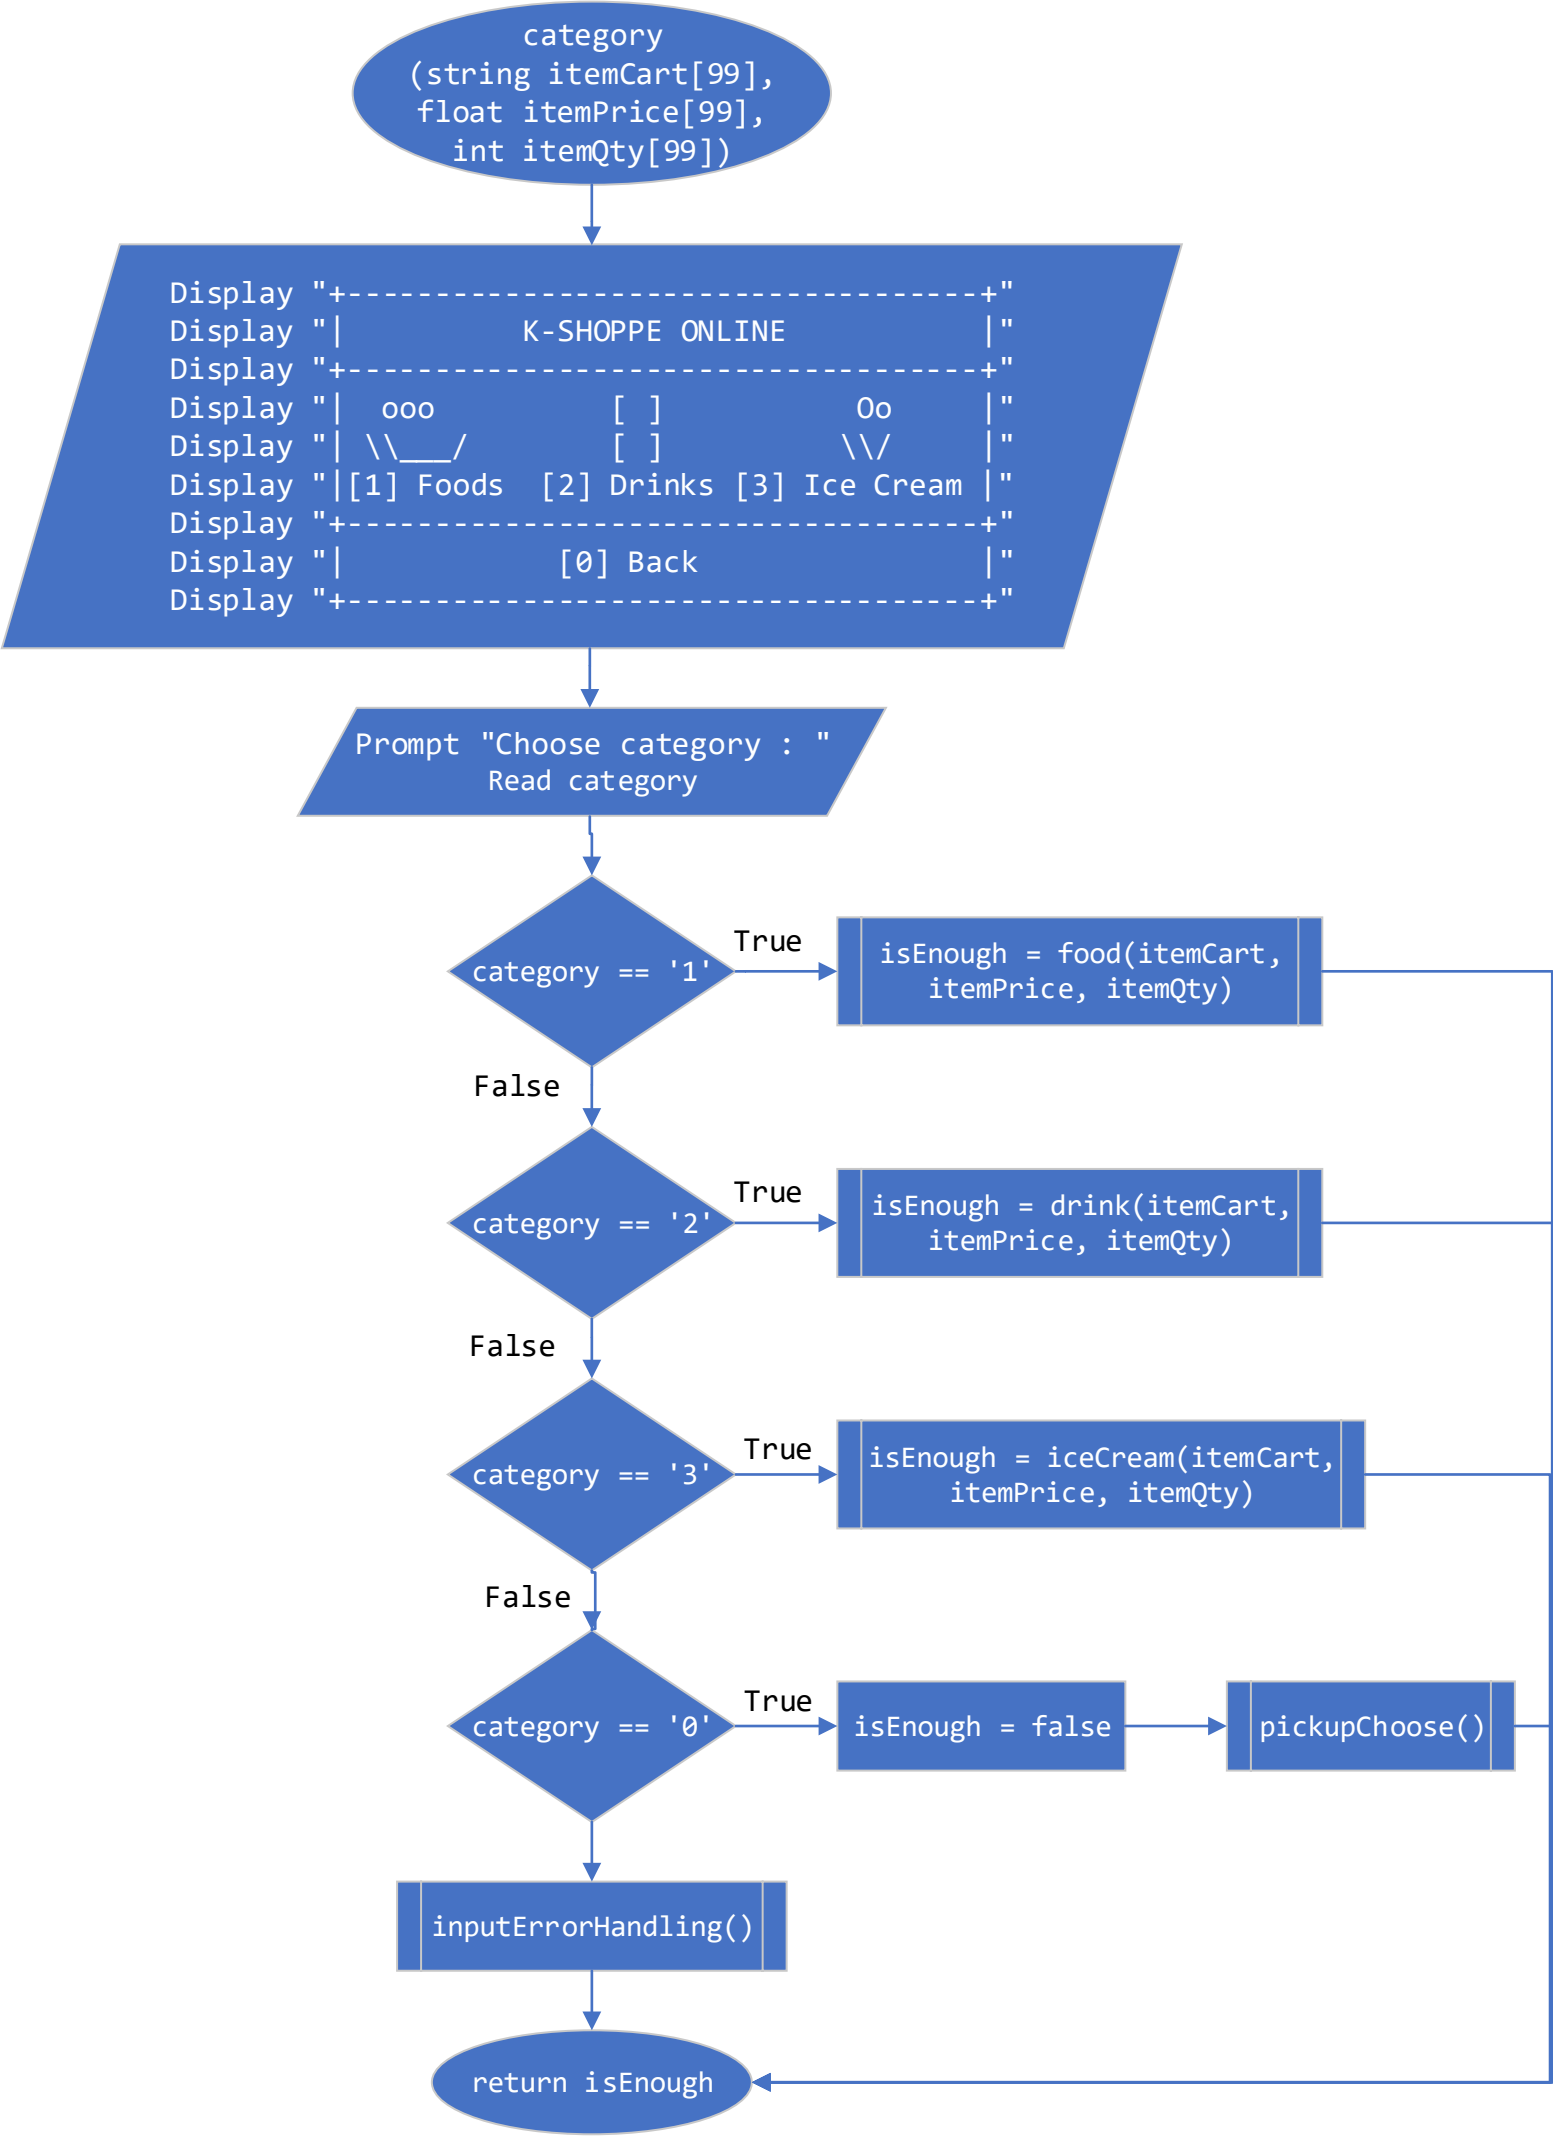 category
(string itemCart[99],
float itemPrice[99],
int itemQty[99])
Display "+------------------------------------+"
Display "|          K-SHOPPE ONLINE           |"
Display "+------------------------------------+"
Display "|  ooo          [ ]           Oo     |"
Display "| \\___/        [ ]          \\/     |"
Display "|[1] Foods  [2] Drinks [3] Ice Cream |"
Display "+------------------------------------+"
Display "|            [0] Back                |"
Display "+------------------------------------+"
Prompt "Choose category : "
Read category
category == '1'
True
isEnough = food(itemCart,
itemPrice, itemQty)
False
category == '2'
True
isEnough = drink(itemCart,
itemPrice, itemQty)
False
category == '3'
True
isEnough = iceCream(itemCart,
itemPrice, itemQty)
False
category == '0'
True
isEnough = false
pickupChoose()
inputErrorHandling()
return isEnough